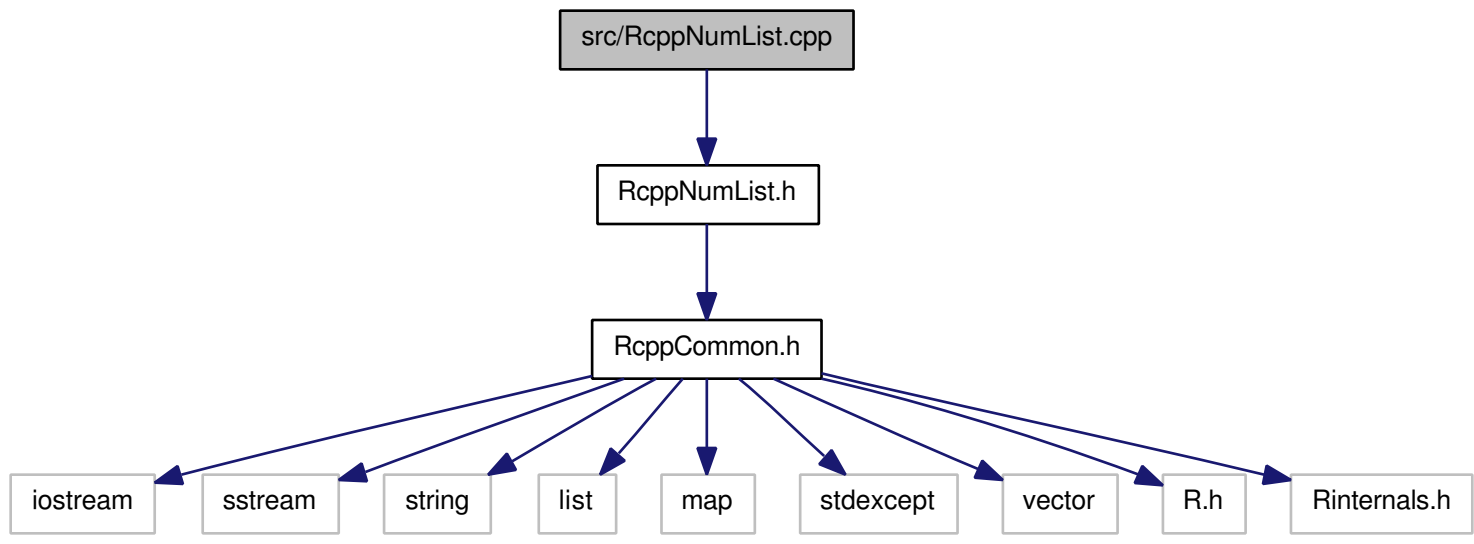 src/RcppNumList.cpp
RcppNumList.h
RcppCommon.h
iostream
sstream
string
list
map
stdexcept
vector
R.h
Rinternals.h